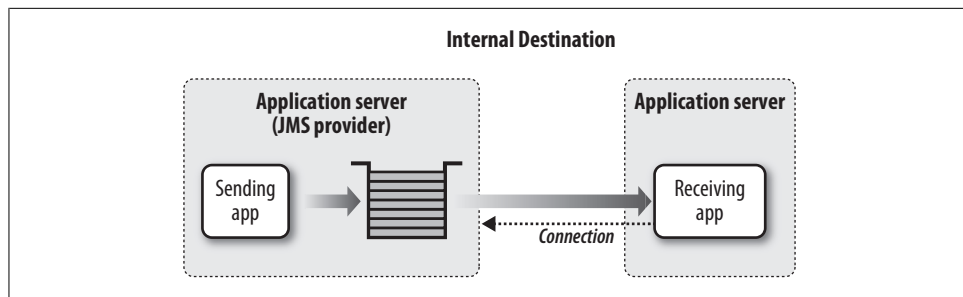 Internal Destination
Application server
(JMS provider)
Application server
Sending
app
Receiving
app
Connection